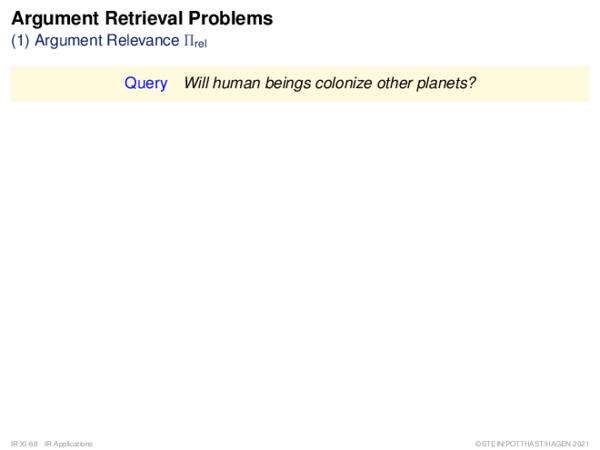 Argument Retrieval Problems
(1) Argument Relevance Π_rel
Query Will human beings colonize other planets?
IR:XI-68 IR Applications ©STEIN/POTTHAST/HAGEN 2021